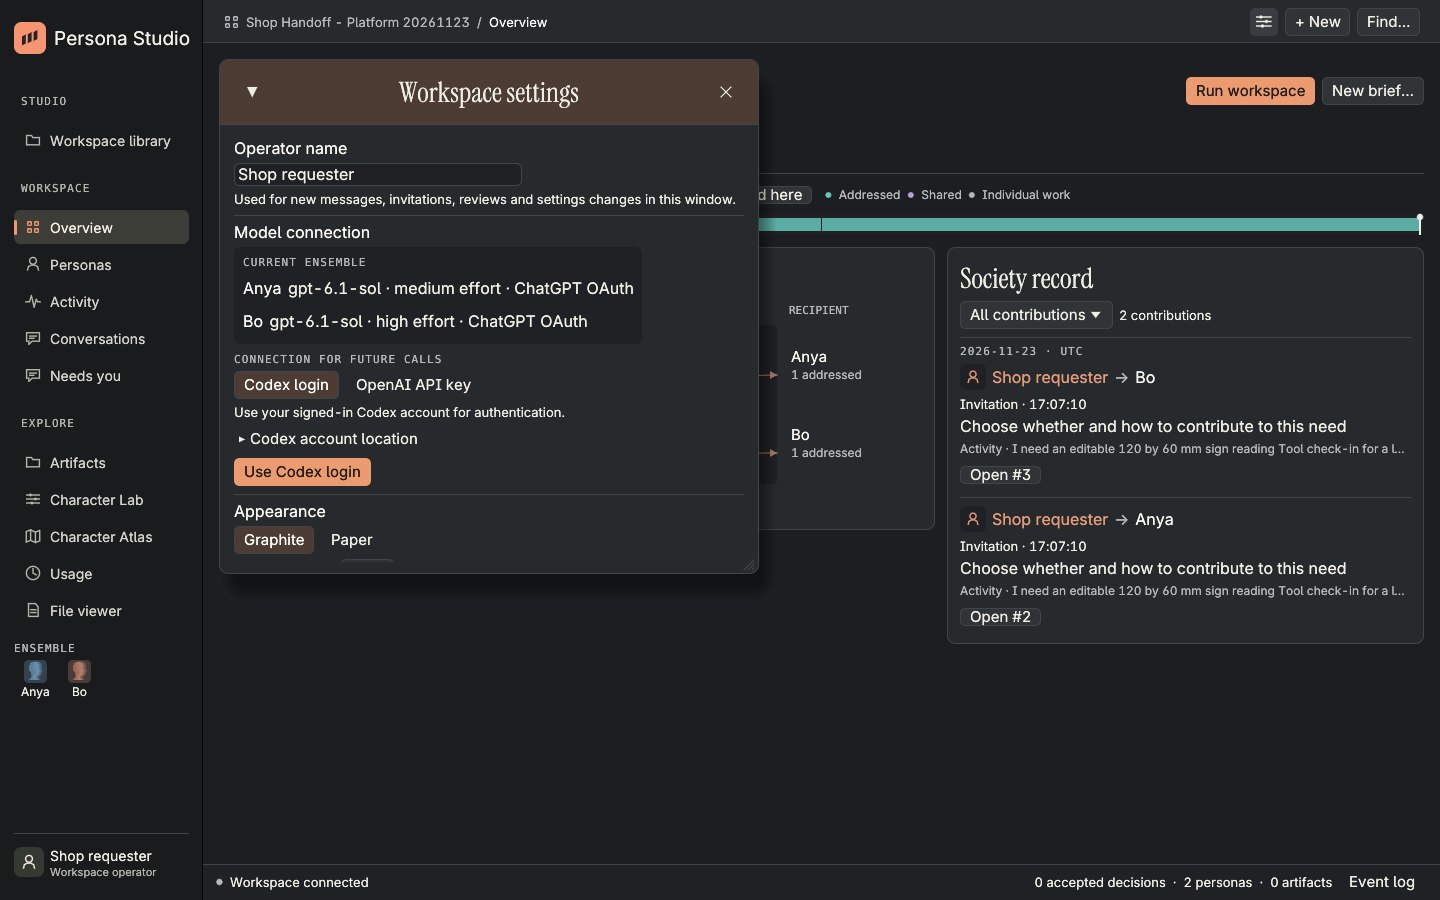 Persona Studio
STUDIO
Workspace library
WORKSPACE
Overview
Personas
Activity
Conversations
Needs you
EXPLORE
Artifacts
Character Lab
Character Atlas
Usage
File viewer
ENSEMBLE
Anya
Bo
Shop requester
Workspace operator
Shop Handoff - Platform 20261123 / Overview
+ New
Find...
Run workspace
New brief...
Workspace settings
Operator name
Shop requester
Used for new messages, invitations, reviews and settings changes in this window.
Model connection
CURRENT ENSEMBLE
Anya gpt-6.1-sol · medium effort · ChatGPT OAuth
Bo gpt-6.1-sol · high effort · ChatGPT OAuth
CONNECTION FOR FUTURE CALLS
Codex login
OpenAI API key
Use your signed-in Codex account for authentication.
Codex account location
Use Codex login
Appearance
Graphite
Paper
d here
Addressed
Shared
Individual work
RECIPIENT
Anya
1 addressed
Bo
1 addressed
Society record
All contributions
2 contributions
2026-11-23 · UTC
Shop requester → Bo
Invitation · 17:07:10
Choose whether and how to contribute to this need
Activity · I need an editable 120 by 60 mm sign reading Tool check-in for a l...
Open #3
Shop requester → Anya
Invitation · 17:07:10
Choose whether and how to contribute to this need
Activity · I need an editable 120 by 60 mm sign reading Tool check-in for a l...
Open #2
Workspace connected
0 accepted decisions · 2 personas · 0 artifacts
Event log